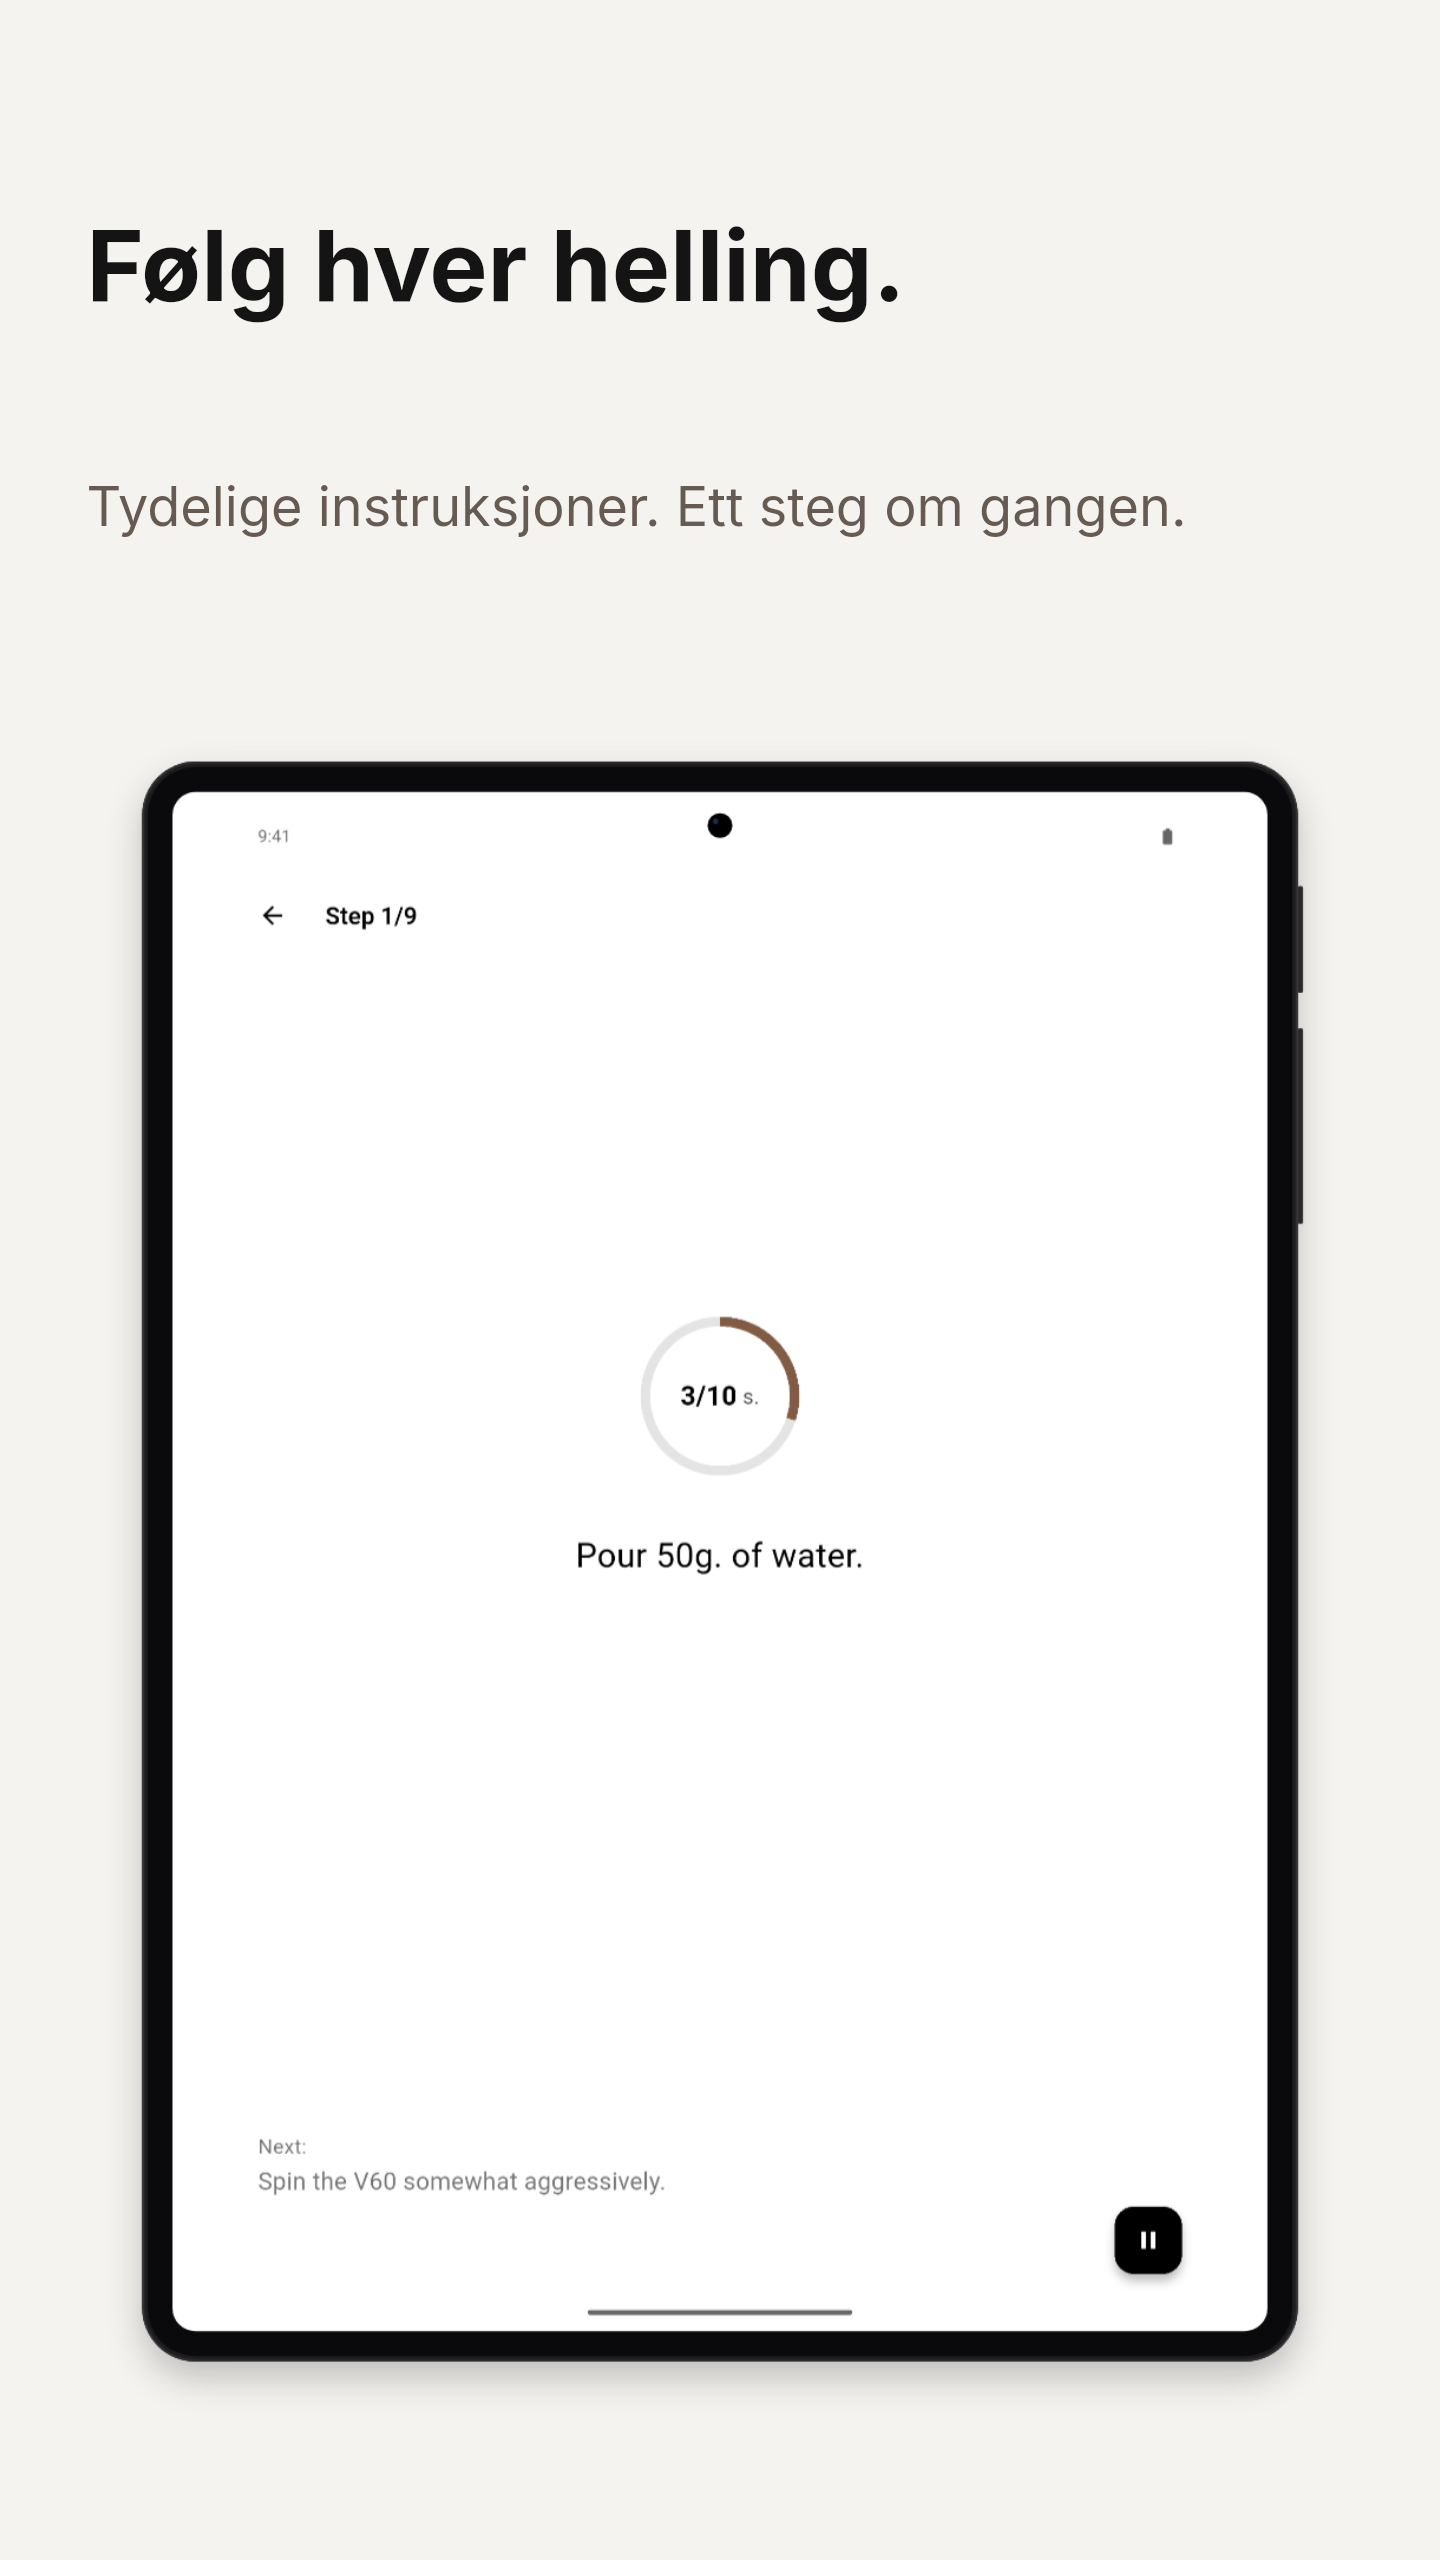 Følg hver helling.
Tydelige instruksjoner. Ett steg om gangen.
9:41
Step 1/9
3/10 s.
Pour 50g. of water.
Next:
Spin the V60 somewhat aggressively.